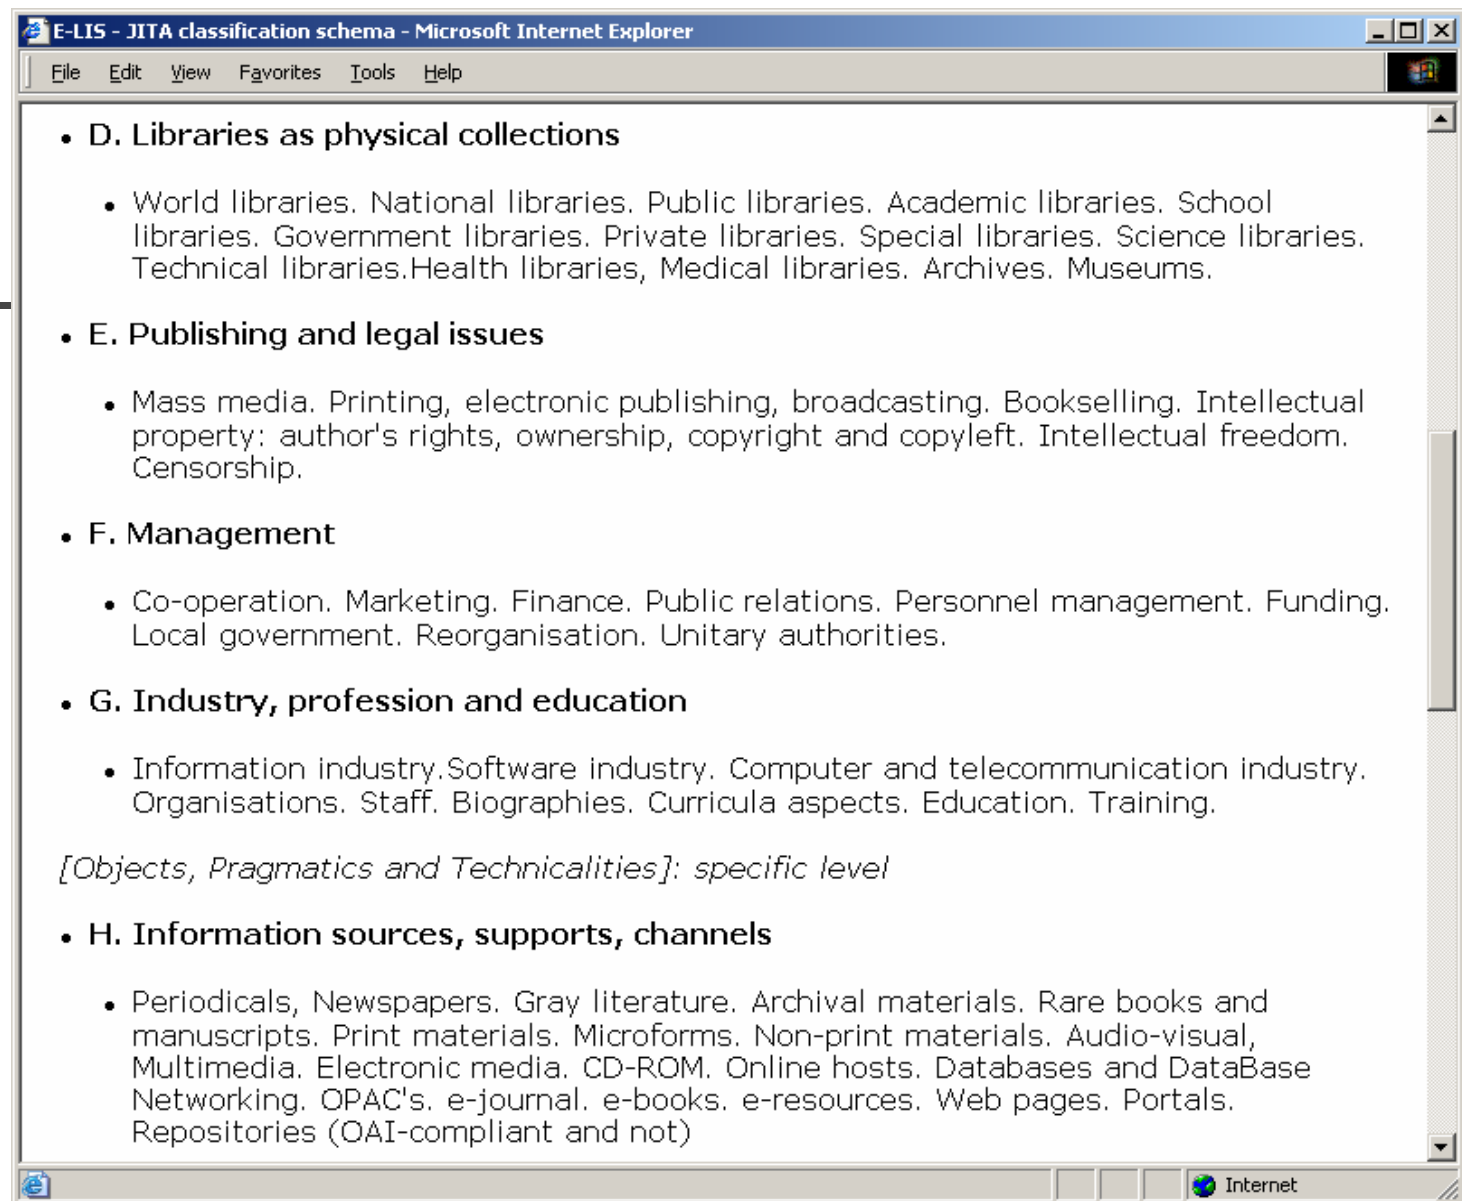 E-LIS - JITA classification schema - Microsoft Internet Explorer
File Edit View Favorites Tools Help
• D. Libraries as physical collections
• World libraries. National libraries. Public libraries. Academic libraries. School
libraries. Government libraries. Private libraries. Special libraries. Science libraries.
Technical libraries.Health libraries, Medical libraries. Archives. Museums.
• E. Publishing and legal issues
• Mass media. Printing, electronic publishing, broadcasting. Bookselling. Intellectual
property: author's rights, ownership, copyright and copyleft. Intellectual freedom.
Censorship.
• F. Management
• Co-operation. Marketing. Finance. Public relations. Personnel management. Funding.
Local government. Reorganisation. Unitary authorities.
• G. Industry, profession and education
• Information industry.Software industry. Computer and telecommunication industry.
Organisations. Staff. Biographies. Curricula aspects. Education. Training.
[Objects, Pragmatics and Technicalities]: specific level
• H. Information sources, supports, channels
• Periodicals, Newspapers. Gray literature. Archival materials. Rare books and
manuscripts. Print materials. Microforms. Non-print materials. Audio-visual,
Multimedia. Electronic media. CD-ROM. Online hosts. Databases and DataBase
Networking. OPAC's. e-journal. e-books. e-resources. Web pages. Portals.
Repositories (OAI-compliant and not)
Internet